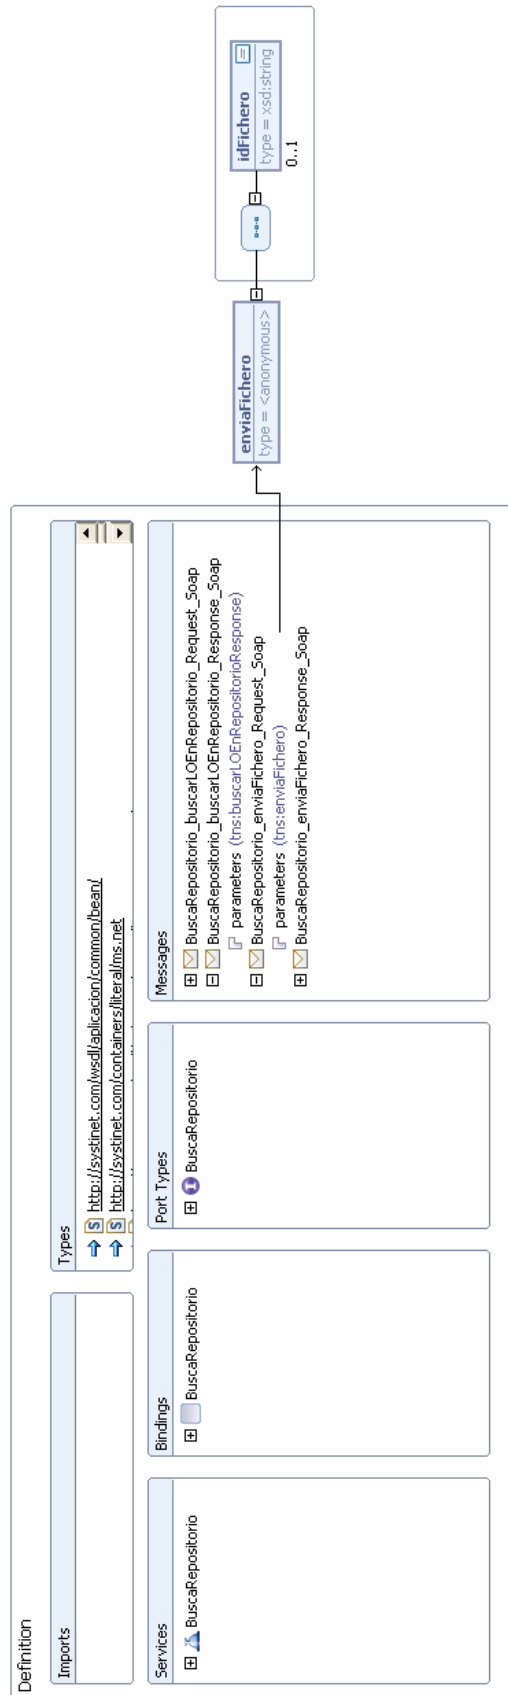 Definition
Imports
Types
http://systinet.com/wsdl/aplicacion/common/bean/
http://systinet.com/containers/literal/ms.net
Services
BuscaRepositorio
Bindings
BuscaRepositorio
Port Types
BuscaRepositorio
Messages
BuscaRepositorio_buscarLOEnRepositorio_Request_Soap
BuscaRepositorio_buscarLOEnRepositorio_Response_Soap
parameters (tns:buscarLOEnRepositorioResponse)
BuscaRepositorio_enviaFichero_Request_Soap
parameters (tns:enviaFichero)
BuscaRepositorio_enviaFichero_Response_Soap
enviaFichero
type = <anonymous>
idFichero
type = xsd:string
0..1